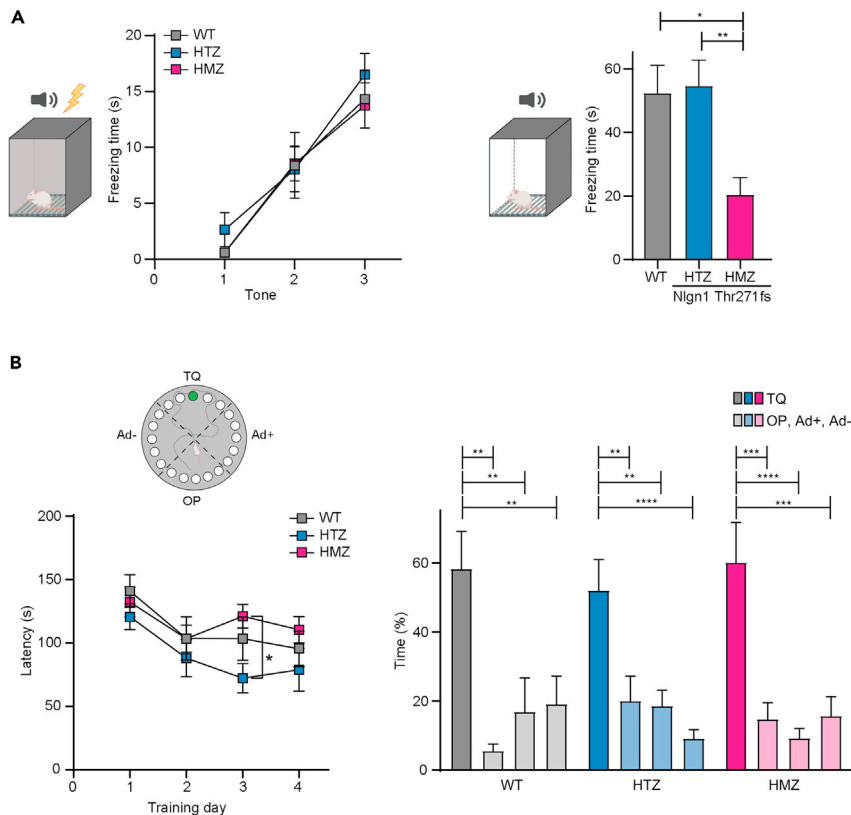 A
WT
HTZ
HMZ
Freezing time (s)
20
15
10
5
0
0 1 2 3
Tone
*
**
Freezing time (s)
60
40
20
0
WT HTZ HMZ
Nlgn1 Thr271fs
B
TQ
Ad- Ad+
OP
WT
HTZ
HMZ
Latency (s)
200
150
100
50
0
*
0 1 2 3 4
Training day
TQ
OP, Ad+, Ad-
** ** ***
** ** ****
** **** ***
Time (%)
60
40
20
0
WT HTZ HMZ